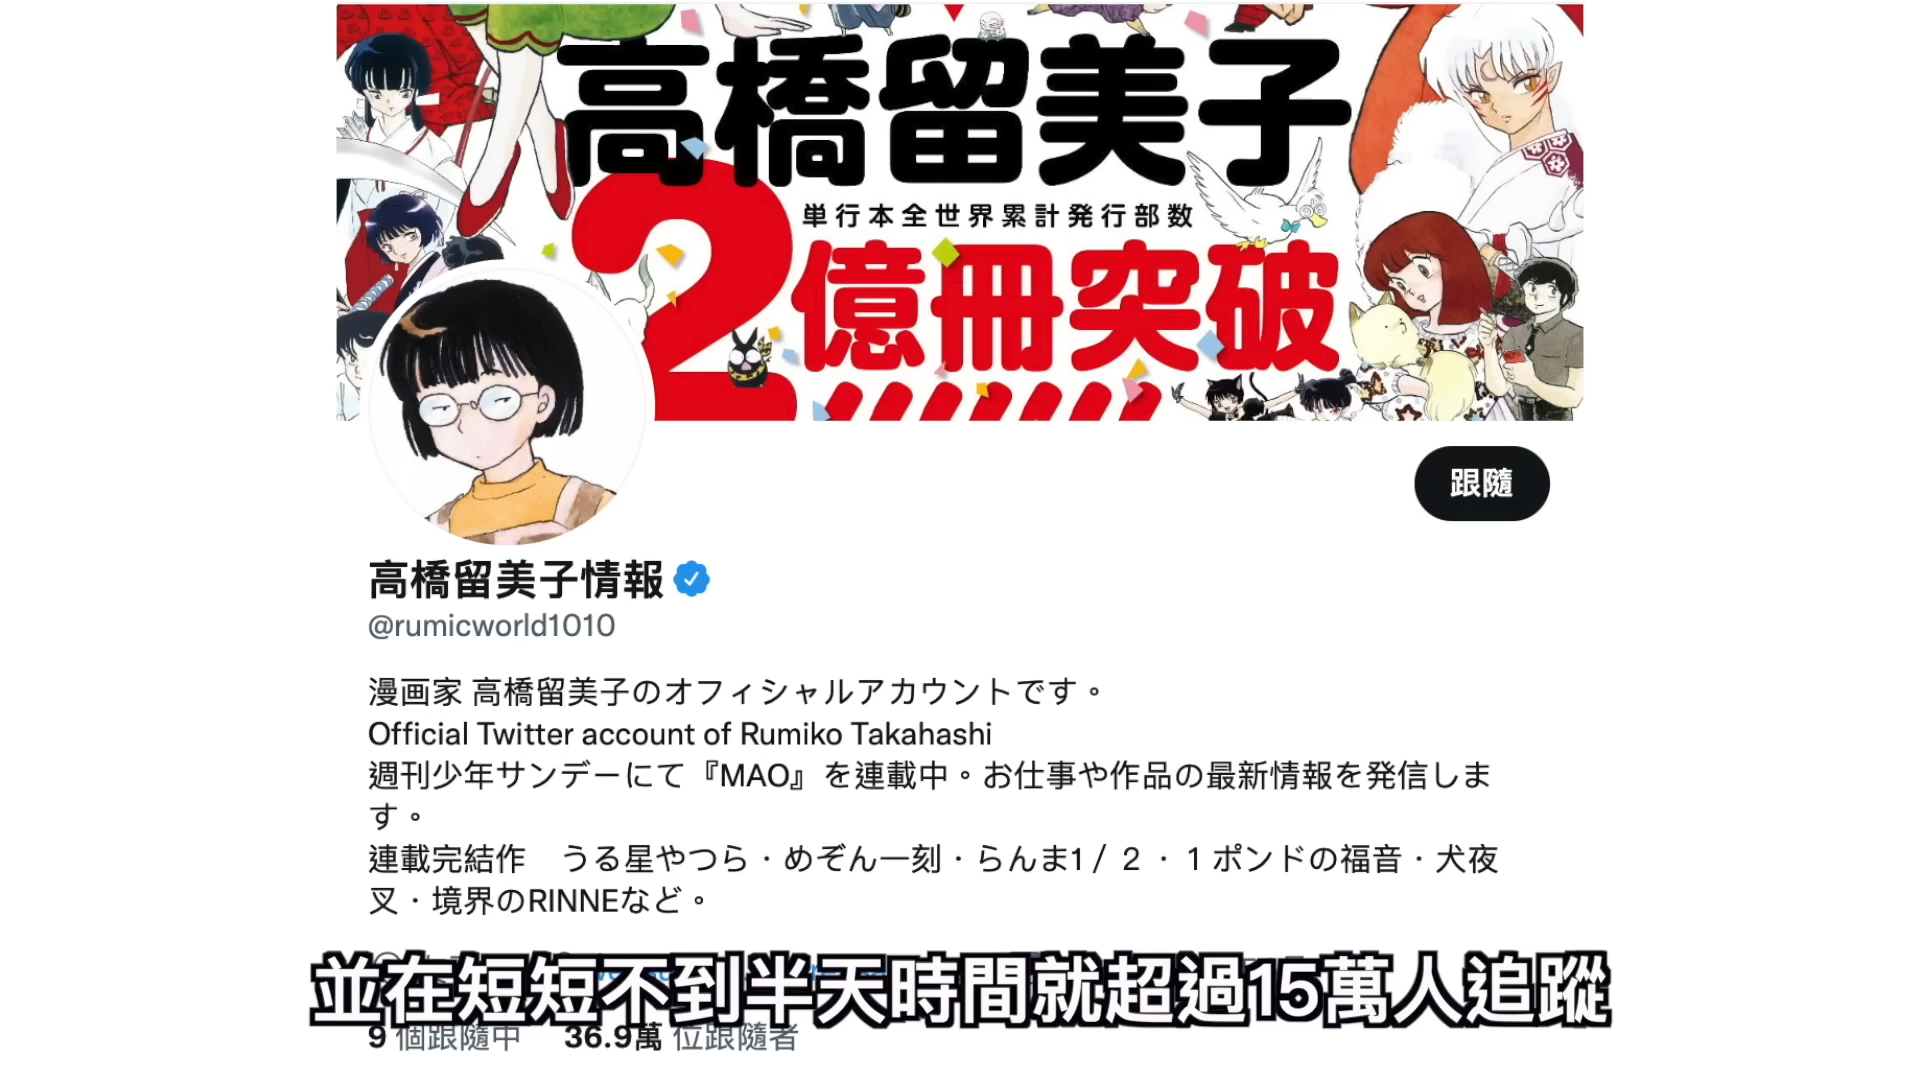 高橋留美子
単行本全世界累計発行部数
2億冊突破
跟隨
高橋留美子情報
@rumicworld1010
漫画家 高橋留美子のオフィシャルアカウントです。
Official Twitter account of Rumiko Takahashi
週刊少年サンデーにて『MAO』を連載中。お仕事や作品の最新情報を発信しま
す。
連載完結作　うる星やつら・めぞん一刻・らんま1/２・１ポンドの福音・犬夜
叉・境界のRINNEなど。
並在短短不到半天時間就超過15萬人追蹤
9 個跟隨中 36.9萬 位跟隨者